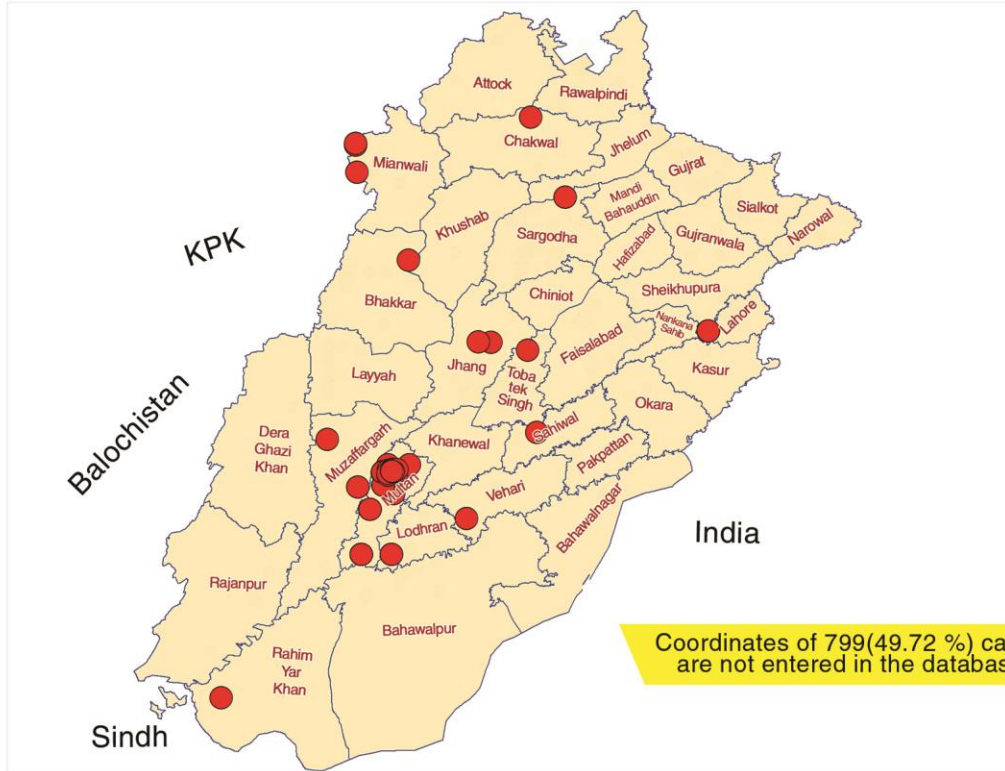 Attock
Rawalpindi
Chakwal
Jhelum
Mianwali
Gujrat
Mandi
Bahauddin
Sialkot
Khushab
Narowal
KPK
Sargodha
Hafizabad
Gujranwala
Bhakkar
Chiniot
Sheikhupura
Nankana
Sahib
Lahore
Faisalabad
Jhang
Kasur
Layyah
Toba
tek
Singh
Okara
Balochistan
Dera
Ghazi
Khan
Muzaffargarh
Khanewal
Sahiwal
Pakpattan
Multan
Vehari
Lodhran
Bahawalnagar
India
Rajanpur
Bahawalpur
Rahim
Yar
Khan
Coordinates of 799(49.72 %) ca
are not entered in the databas
Sindh